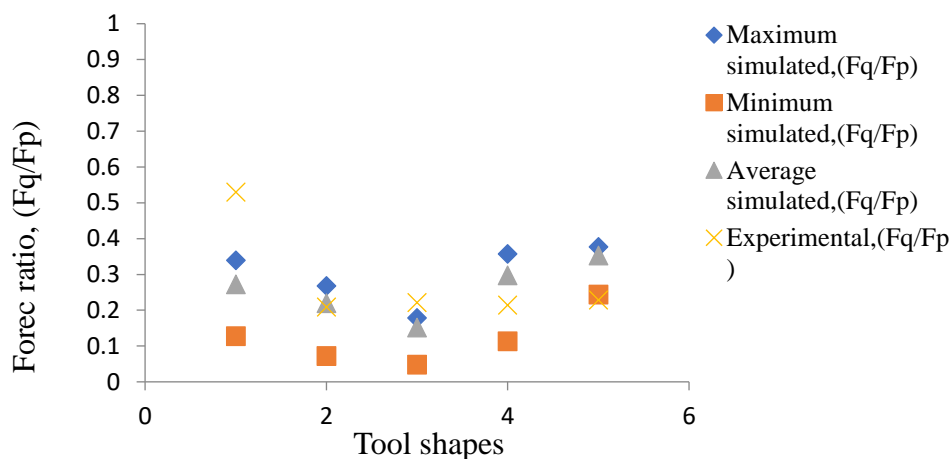 1
0.9
0.8
0.7
0.6
0.5
0.4
0.3
0.2
0.1
0
Forec ratio, (Fq/Fp)
0
2
4
6
Tool shapes
Maximum
simulated,(Fq/Fp)
Minimum
simulated,(Fq/Fp)
Average
simulated,(Fq/Fp)
Experimental,(Fq/Fp
)